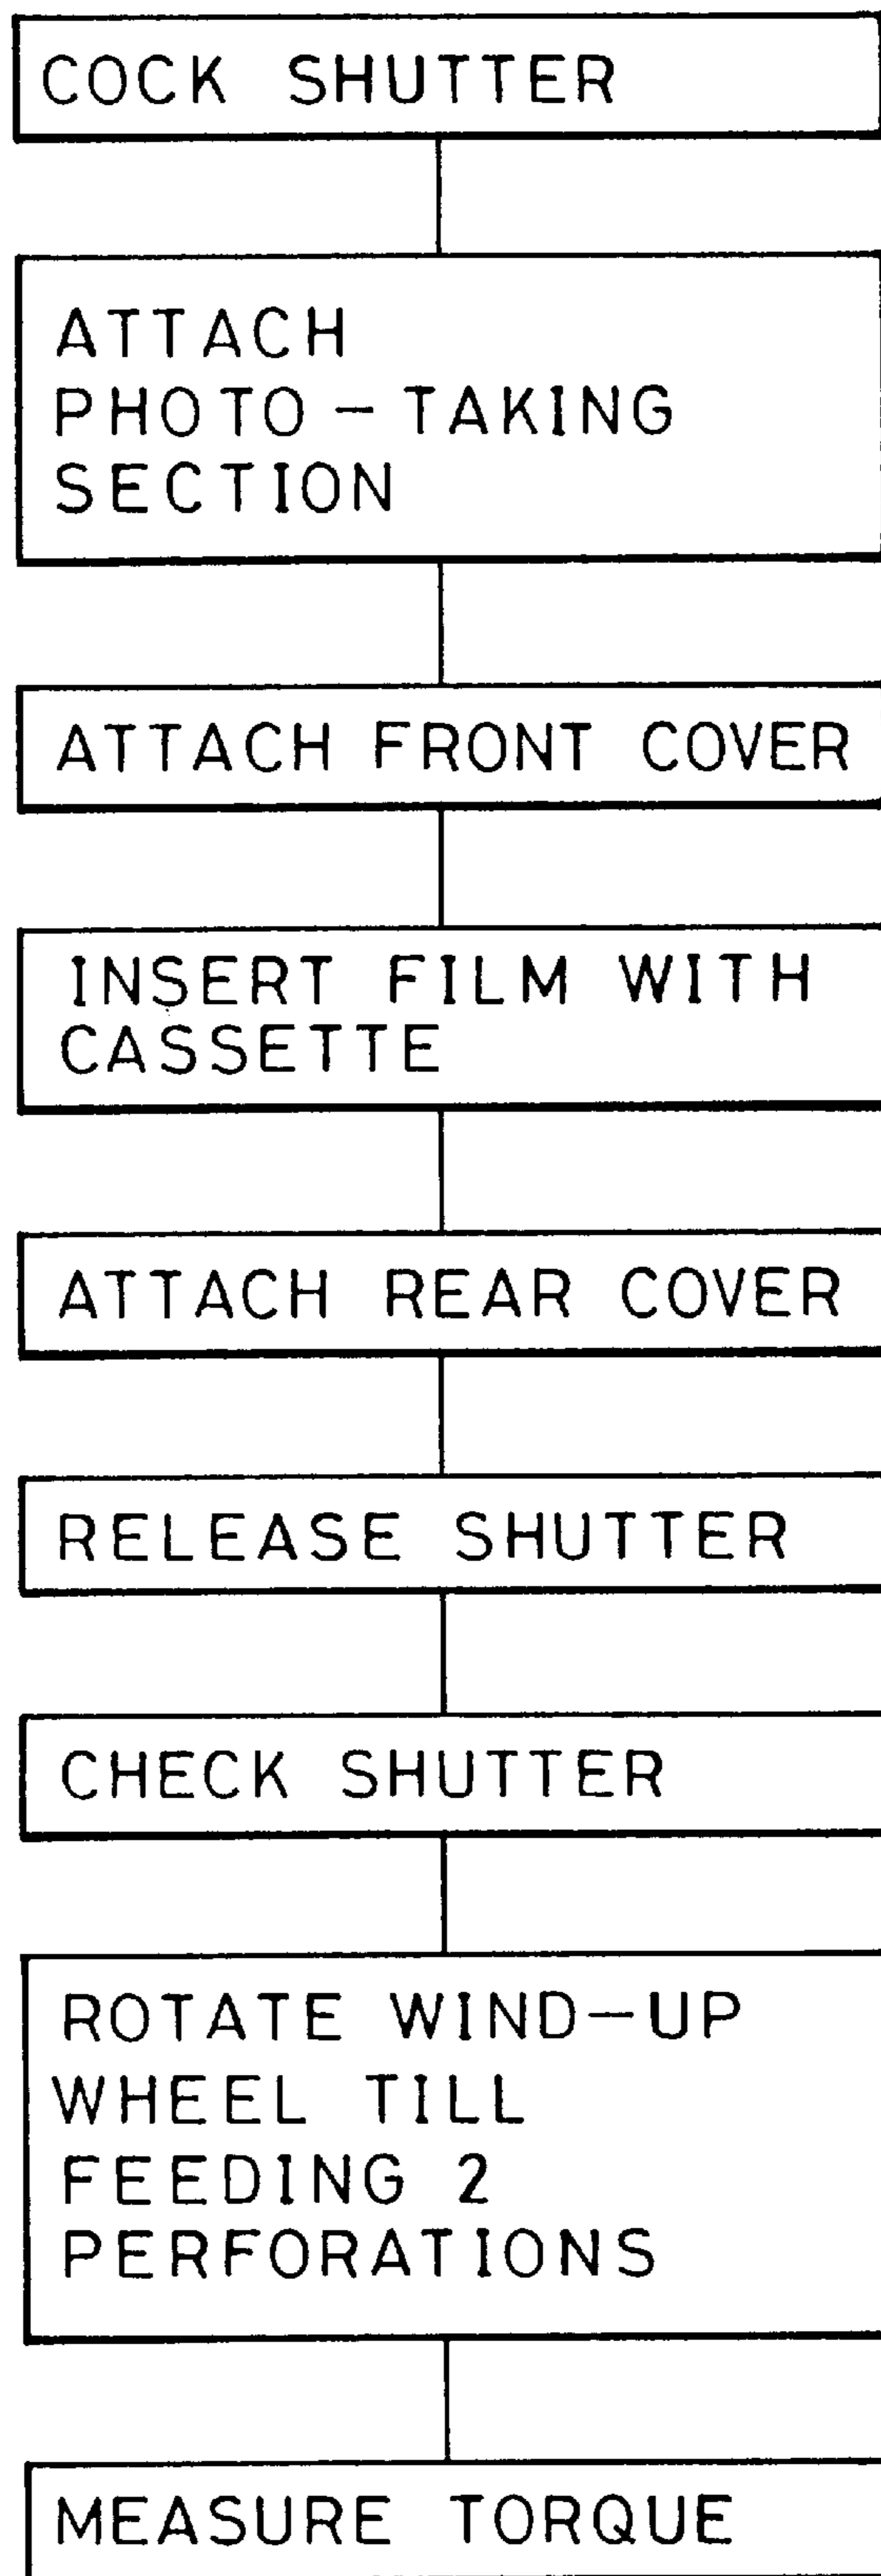 COCK SHUTTER
ATTACH
PHOTO-TAKING
SECTION
ATTACH FRONT COVER
INSERT FILM WITH
CASSETTE
ATTACH REAR COVER
RELEASE SHUTTER
CHECK SHUTTER
ROTATE WIND-UP
WHEEL TILL
FEEDING 2
PERFORATIONS
MEASURE TORQUE